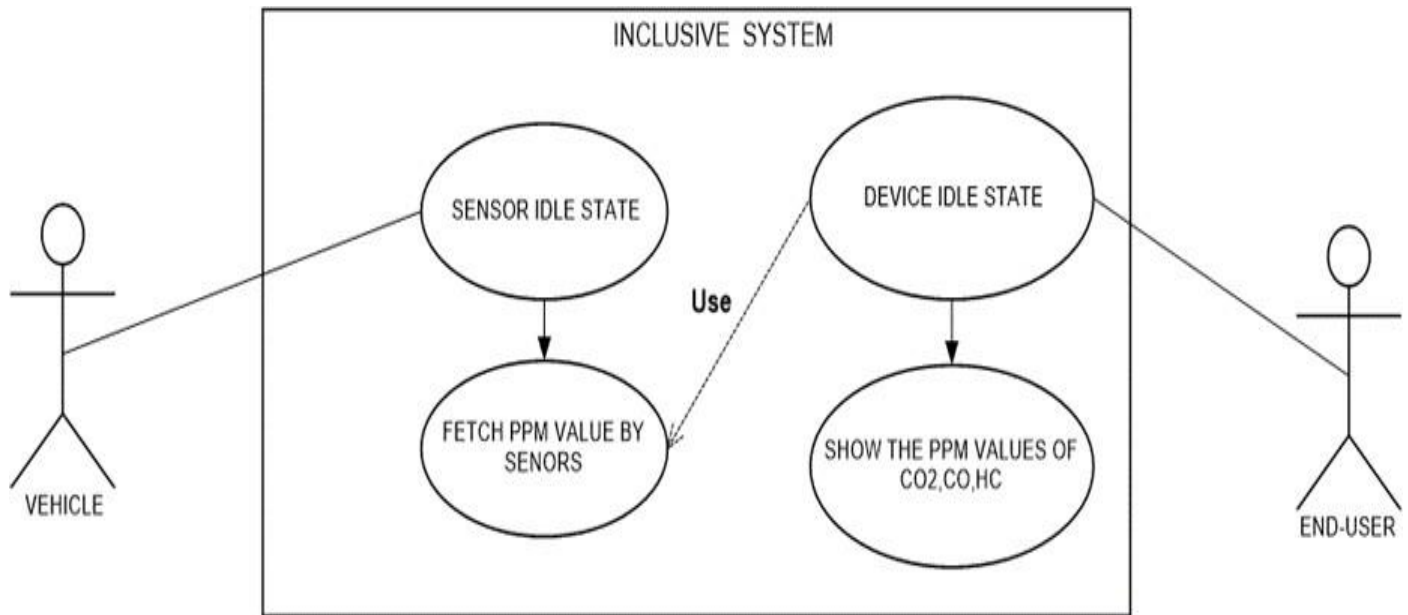 INCLUSIVE SYSTEM
SENSOR IDLE STATE
DEVICE IDLE STATE
Use
FETCH PPM VALUE BY
SENORS
SHOW THE PPM VALUES OF
CO2,CO,HC
VEHICLE
END-USER